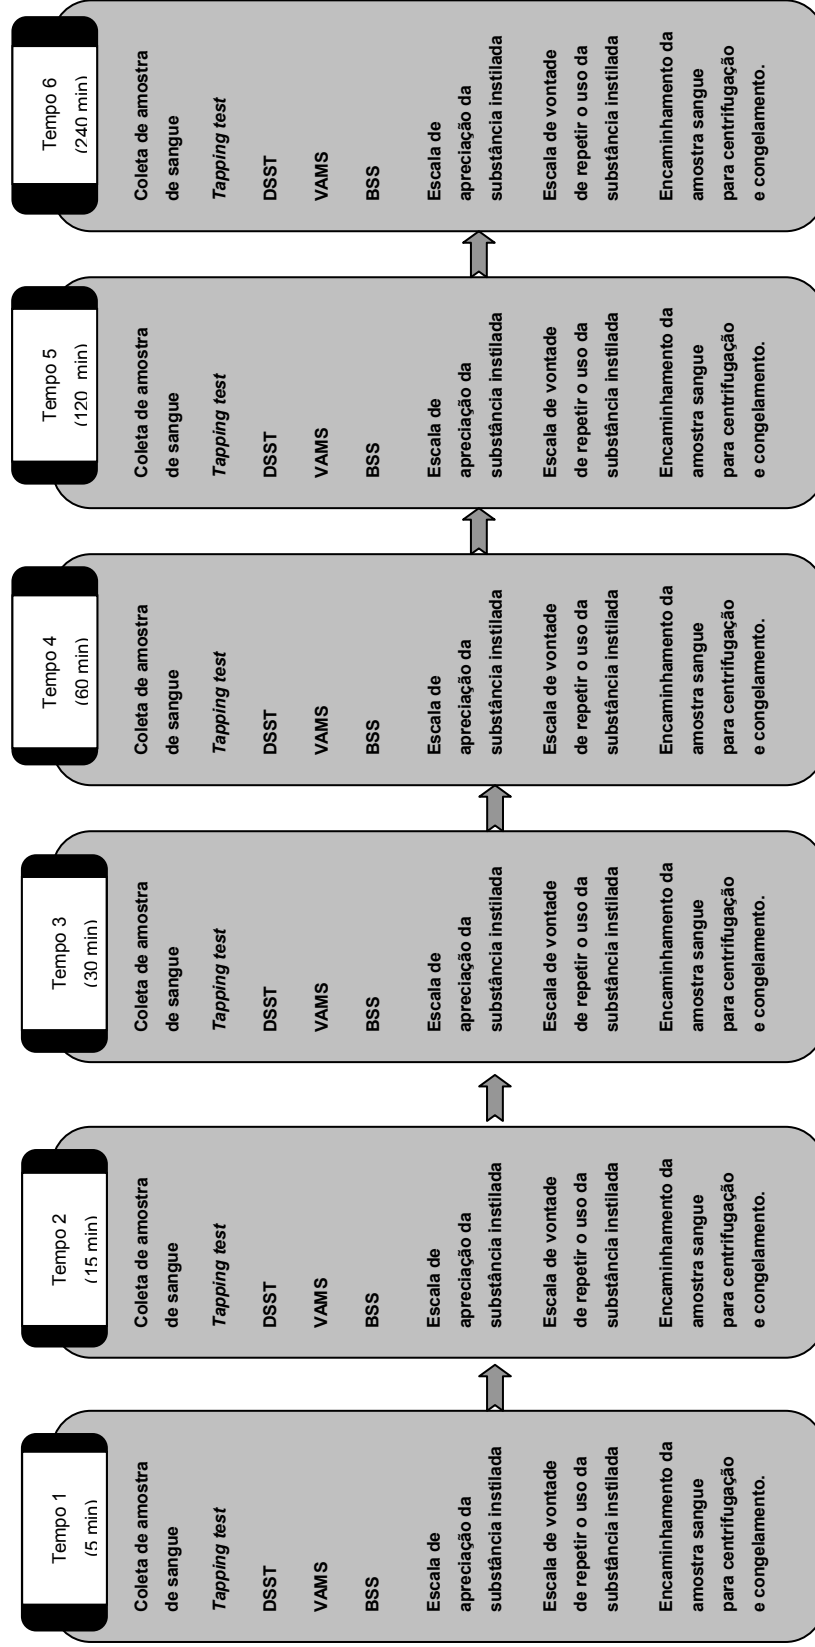 Tempo 1
(5 min)
Coleta de amostra
de sangue
Tapping test
DSST
VAMS
BSS
Escala de
apreciação da
substância instilada
Escala de vontade
de repetir o uso da
substância instilada
Encaminhamento da
amostra sangue
para centrifugação
e congelamento.
Tempo 2
(15 min)
Coleta de amostra
de sangue
Tapping test
DSST
VAMS
BSS
Escala de
apreciação da
substância instilada
Escala de vontade
de repetir o uso da
substância instilada
Encaminhamento da
amostra sangue
para centrifugação
e congelamento.
Tempo 3
(30 min)
Coleta de amostra
de sangue
Tapping test
DSST
VAMS
BSS
Escala de
apreciação da
substância instilada
Escala de vontade
de repetir o uso da
substância instilada
Encaminhamento da
amostra sangue
para centrifugação
e congelamento.
Tempo 4
(60 min)
Coleta de amostra
de sangue
Tapping test
DSST
VAMS
BSS
Escala de
apreciação da
substância instilada
Escala de vontade
de repetir o uso da
substância instilada
Encaminhamento da
amostra sangue
para centrifugação
e congelamento.
Tempo 5
(120 min)
Coleta de amostra
de sangue
Tapping test
DSST
VAMS
BSS
Escala de
apreciação da
substância instilada
Escala de vontade
de repetir o uso da
substância instilada
Encaminhamento da
amostra sangue
para centrifugação
e congelamento.
Tempo 6
(240 min)
Coleta de amostra
de sangue
Tapping test
DSST
VAMS
BSS
Escala de
apreciação da
substância instilada
Escala de vontade
de repetir o uso da
substância instilada
Encaminhamento da
amostra sangue
para centrifugação
e congelamento.